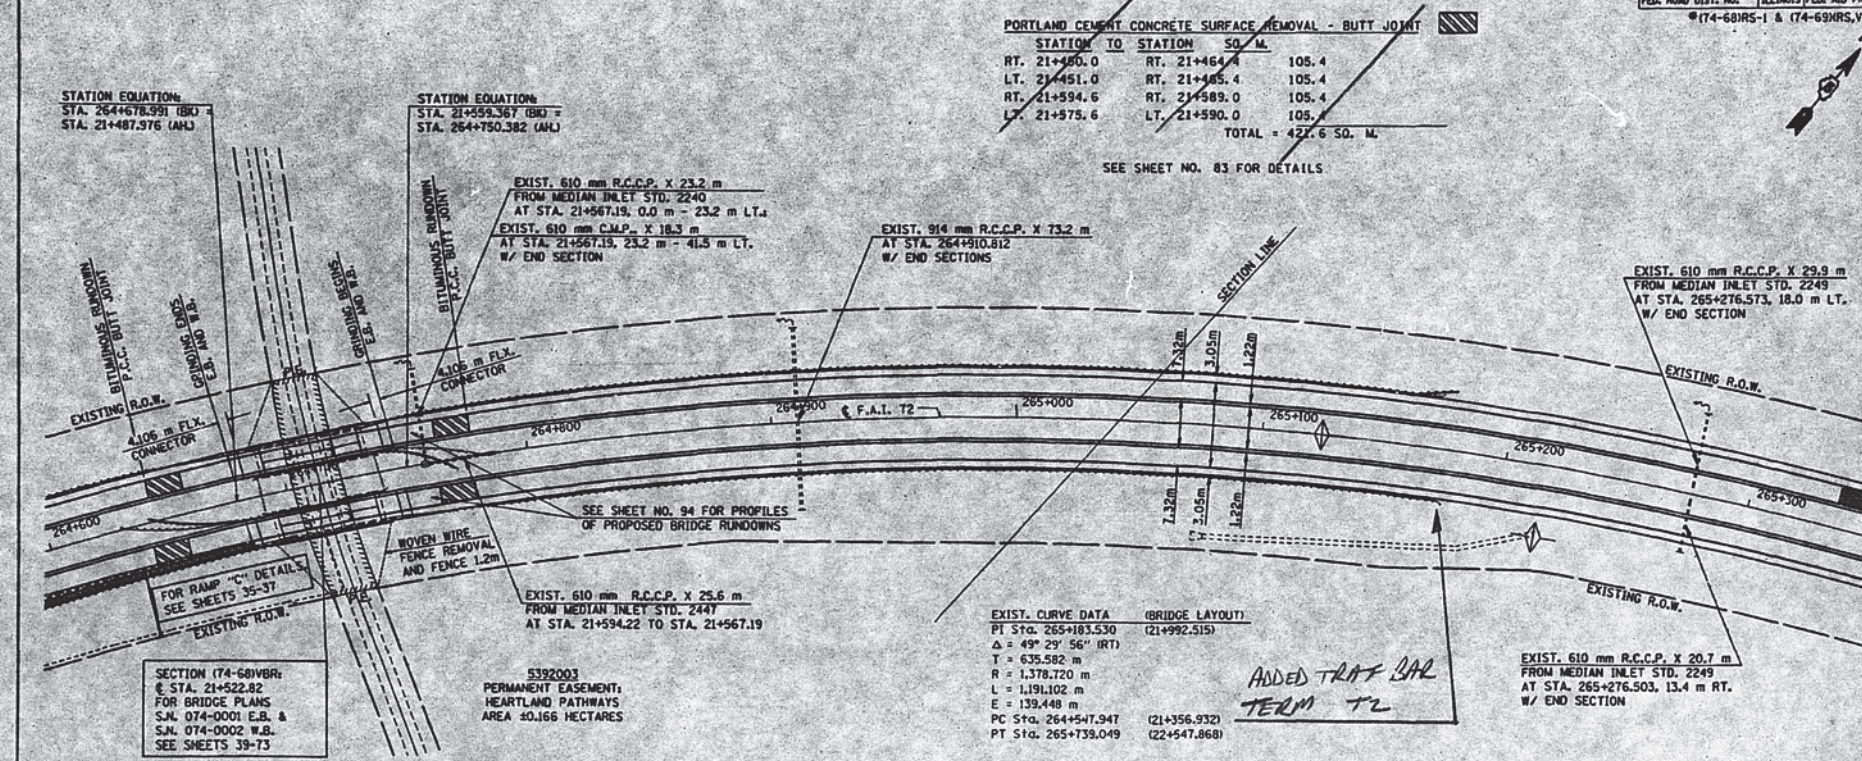 *(74-68)RS-1 & (74-69)(RS,V
PORTLAND CEMENT CONCRETE SURFACE REMOVAL - BUTT JOINT
STATION TO STATION SQ. M.
RT. 21+450.0 RT. 21+464.4 105.4
LT. 21+451.0 LT. 21+465.4 105.4
RT. 21+594.6 RT. 21+589.0 105.4
LT. 21+575.6 LT. 21+590.0 105.4
TOTAL = 421.6 SQ. M.
SEE SHEET NO. 83 FOR DETAILS
STATION EQUATION:
STA. 264+678.991 (BK) =
STA. 21+487.976 (AH.)
STATION EQUATION:
STA. 21+559.367 (BK) =
STA. 264+750.382 (AH.)
EXIST. 610 mm R.C.C.P. X 23.2 m
FROM MEDIAN INLET STD. 2240
AT STA. 21+567.19, 0.0 m - 23.2 m LT.;
EXIST. 610 mm C.M.P.. X 18.3 m
AT STA. 21+567.19, 23.2 m - 41.5 m LT.
W/ END SECTION
EXIST. 914 mm R.C.C.P. X 73.2 m
AT STA. 264+910.812
W/ END SECTIONS
SECTION LINE
EXIST. 610 mm R.C.C.P. X 29.9 m
FROM MEDIAN INLET STD. 2249
AT STA. 265+276.573, 18.0 m LT.
W/ END SECTION
BITUMINOUS RUNDOWN
P.C.C. BUTT JOINT
GRINDING ENDS
E.B. AND W.B.
GRINDING BEGINS
E.B. AND W.B.
BITUMINOUS RUNDOWN
P.C.C. BUTT JOINT
4.106 m FLX.
CONNECTOR
EXISTING R.O.W.
4.106 m FLX.
CONNECTOR
P.E.
7.32m
3.05m
1.22m
EXISTING R.O.W.
264+600
264+800
264+900
℄ F.A.I. 72
265+000
265+100
265+200
265+300
EXISTING
7.32m
3.05m
1.22m
SEE SHEET NO. 94 FOR PROFILES
OF PROPOSED BRIDGE RUNDOWNS
WOVEN WIRE
FENCE REMOVAL
AND FENCE 1.2m
FOR RAMP "C" DETAILS,
SEE SHEETS 35-37
P.E.
EXISTING R.O.W.
EXISTING R.O.W.
EXIST. 610 mm R.C.C.P. X 25.6 m
FROM MEDIAN INLET STD. 2447
AT STA. 21+594.22 TO STA. 21+567.19
SECTION (74-68)VBR;
℄ STA. 21+522.82
FOR BRIDGE PLANS
S.N. 074-0001 E.B. &
S.N. 074-0002 W.B.
SEE SHEETS 39-73
5392003
PERMANENT EASEMENT;
HEARTLAND PATHWAYS
AREA ±0.166 HECTARES
EXIST. CURVE DATA (BRIDGE LAYOUT)
PI Sta. 265+183.530 (21+992.515)
Δ = 49° 29' 56" (RT)
T = 635.582 m
R = 1,378.720 m
L = 1,191.102 m
E = 139.448 m
PC Sta. 264+547.947 (21+356.932)
PT Sta. 265+739.049 (22+547.868)
ADDED TRAF BAR
TERM T2
EXIST. 610 mm R.C.C.P. X 20.7 m
FROM MEDIAN INLET STD. 2249
AT STA. 265+276.503, 13.4 m RT.
W/ END SECTION